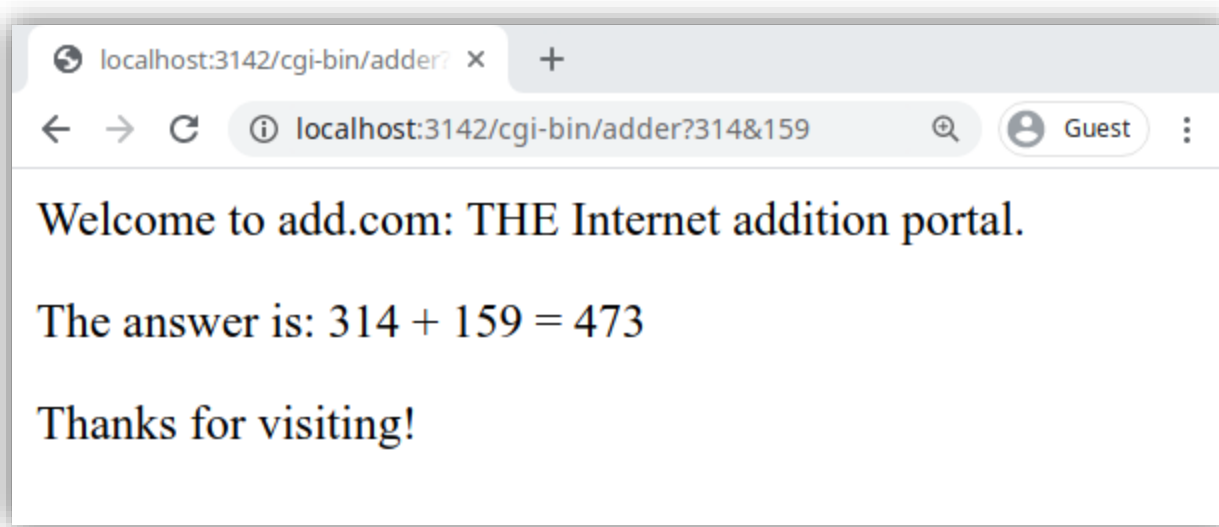 localhost:3142/cgi-bin/adder?
localhost:3142/cgi-bin/adder?314&159
Guest
Welcome to add.com: THE Internet addition portal.
The answer is: 314 + 159 = 473
Thanks for visiting!